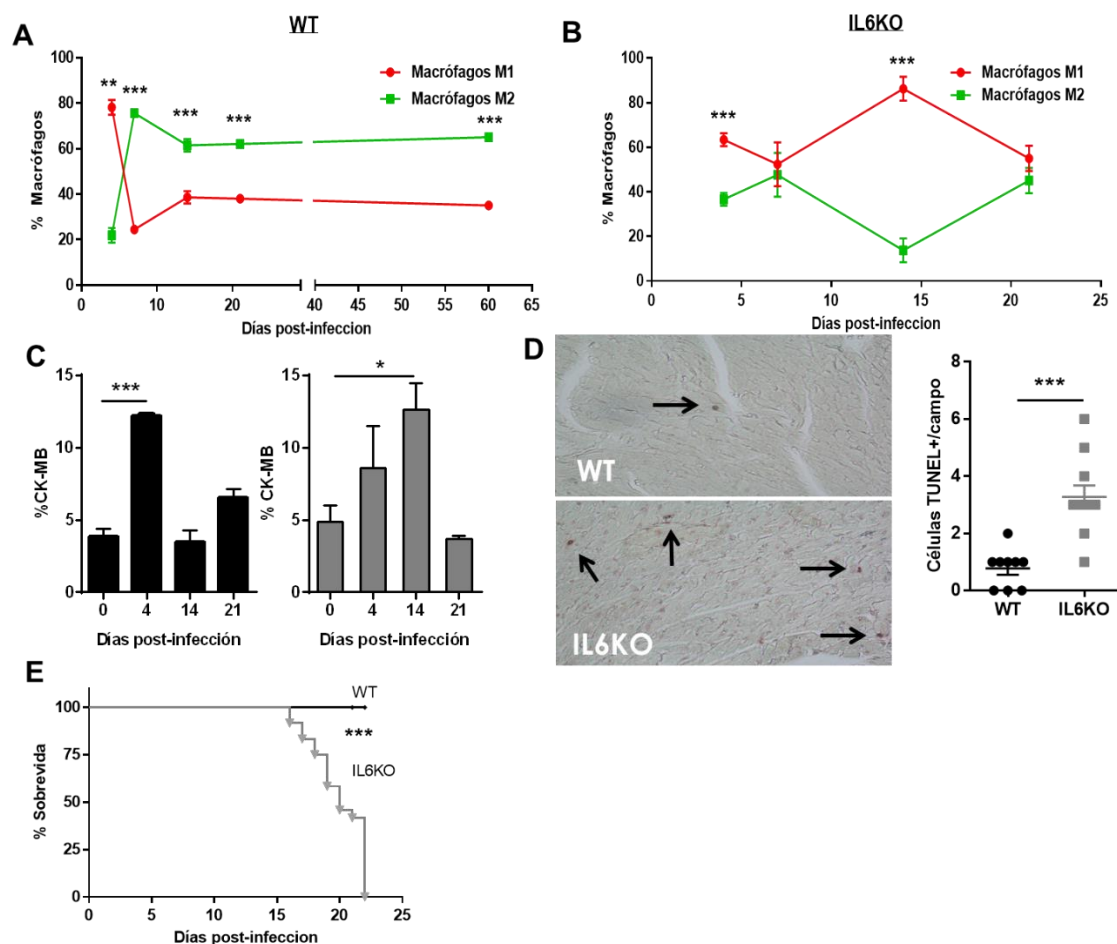 A
WT
% Macrófagos
100
80
60
40
20
0
** *** *** *** ***
Macrófagos M1
Macrófagos M2
0 10 20 30 40 45 50 55 60 65
Días post-infeccion
B
IL6KO
% Macrófagos
100
80
60
40
20
0
*** ***
Macrófagos M1
Macrófagos M2
0 5 10 15 20 25
Días post-infeccion
C
%CK-MB
15
10
5
0
***
0 4 14 21
Días post-infección
% CK-MB
15
10
5
0
*
0 4 14 21
Días post-infección
D
WT
IL6KO
Células TUNEL+/campo
8
6
4
2
0
***
WT IL6KO
E
% Sobrevida
100
75
50
25
0
WT
***
IL6KO
0 5 10 15 20 25
Días post-infeccion